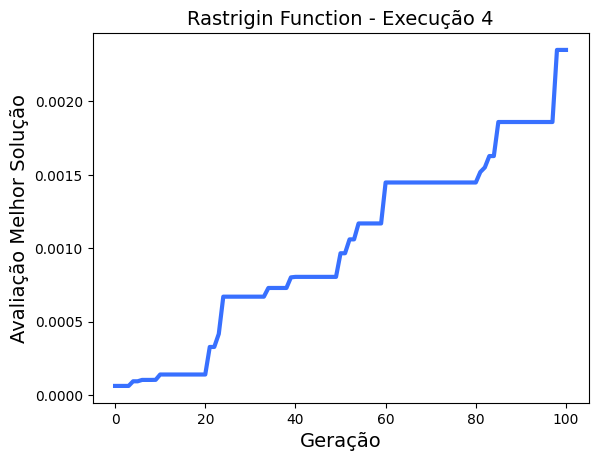 Rastrigin Function - Execução 4
Avaliação Melhor Solução
0.0020
0.0015
0.0010
0.0005
0.0000
0 20 40 60 80 100
Geração